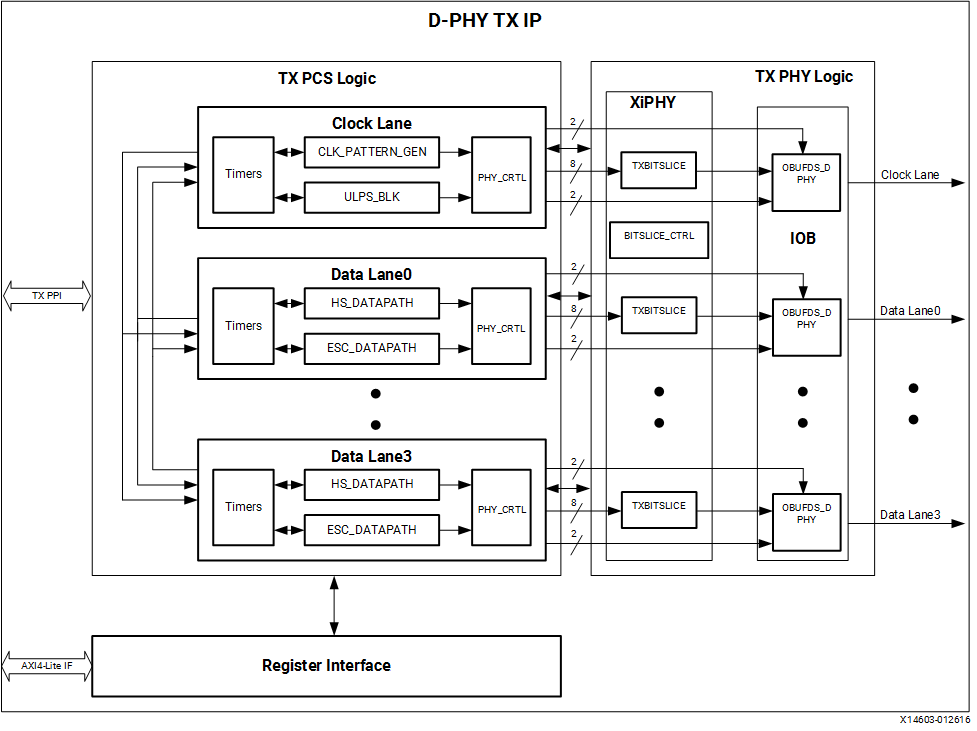 D-PHY TX IP
TX PCS Logic
TX PHY Logic
XiPHY
Clock Lane
Timers
CLK_PATTERN_GEN
ULPS_BLK
PHY_CRTL
2
8
2
TXBITSLICE
OBUFDS_D
PHY
Clock Lane
BITSLICE_CTRL
IOB
TX PPI
Data Lane0
Timers
HS_DATAPATH
ESC_DATAPATH
PHY_CRTL
2
8
2
TXBITSLICE
OBUFDS_D
PHY
Data Lane0
Data Lane3
Timers
HS_DATAPATH
ESC_DATAPATH
PHY_CRTL
2
8
2
TXBITSLICE
OBUFDS_D
PHY
Data Lane3
AXI4-Lite IF
Register Interface
X14603-012616